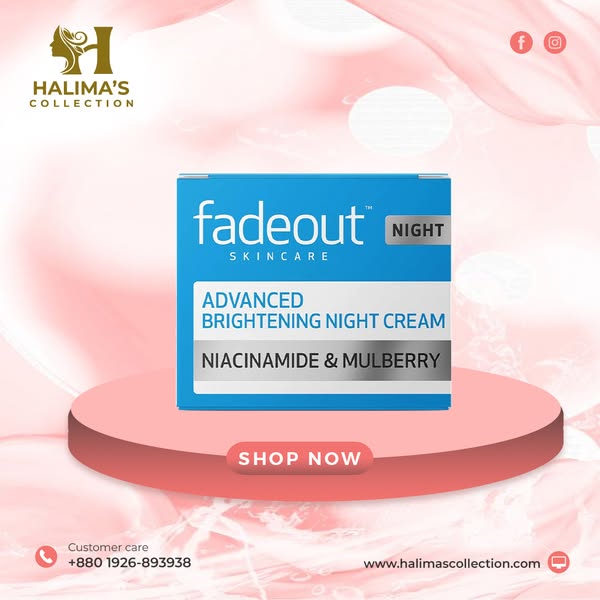 HALIMA'S
COLLECTION
fadeout™
NIGHT
SKINCARE
ADVANCED
BRIGHTENING NIGHT CREAM
NIACINAMIDE & MULBERRY
SHOP NOW
Customer care
+880 1926-893938
www.halimascollection.com